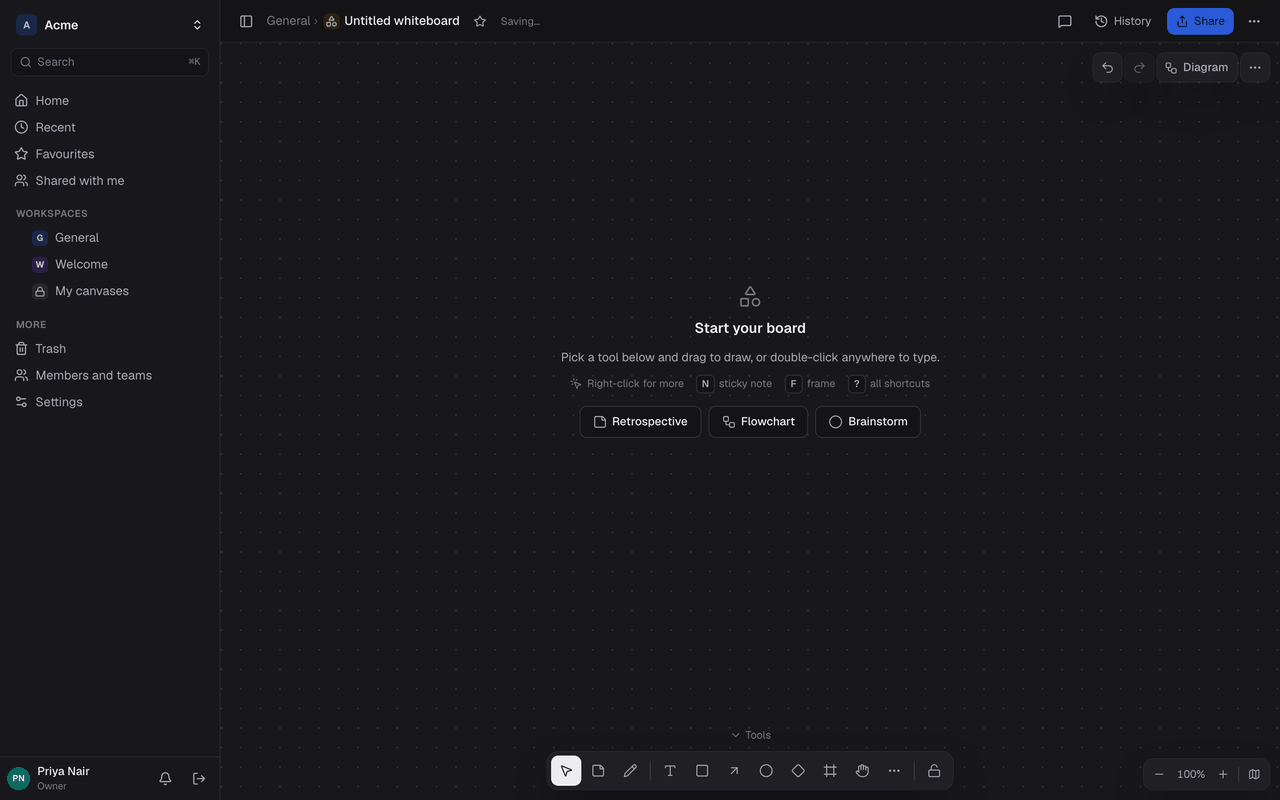 A Acme
Search ⌘K
Home
Recent
Favourites
Shared with me
WORKSPACES
G General
W Welcome
My canvases
MORE
Trash
Members and teams
Settings
PN Priya Nair
Owner
General › Untitled whiteboard Saving...
History Share
Diagram
Start your board
Pick a tool below and drag to draw, or double-click anywhere to type.
Right-click for more N sticky note F frame ? all shortcuts
Retrospective Flowchart Brainstorm
Tools
T
100%